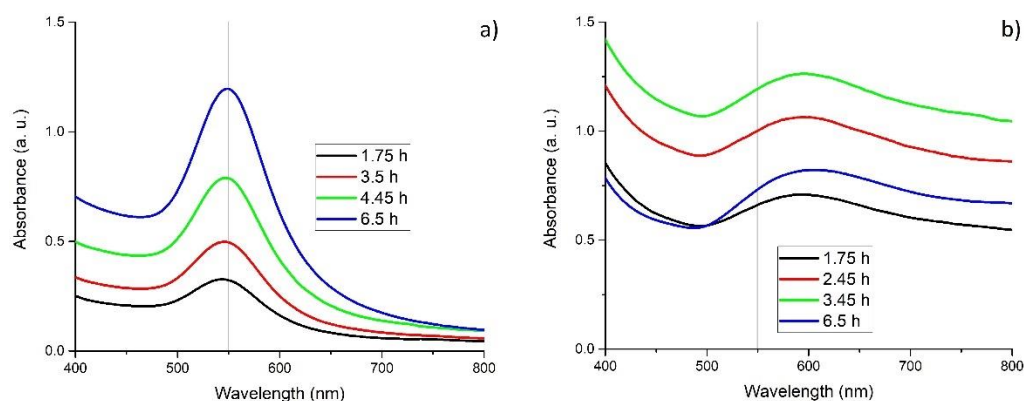 a)
1.5
1.0
0.5
0.0
Absorbance (a. u.)
1.75 h
3.5 h
4.45 h
6.5 h
400 500 600 700 800
Wavelength (nm)
b)
1.5
1.0
0.5
0.0
Absorbance (a. u.)
1.75 h
2.45 h
3.45 h
6.5 h
400 500 600 700 800
Wavelength (nm)